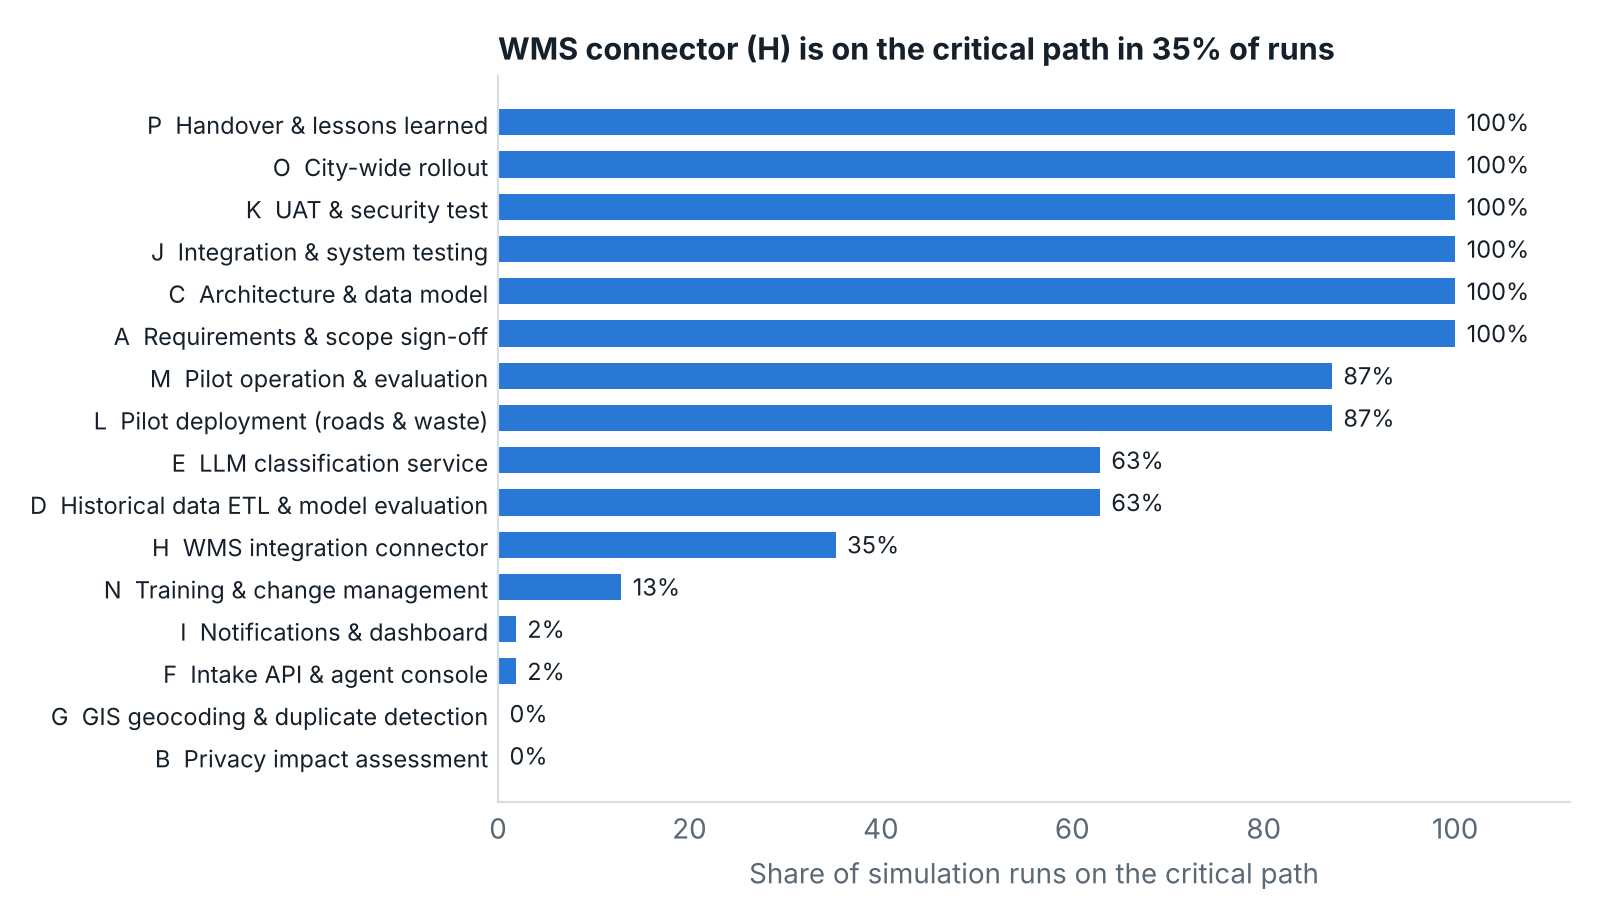 WMS connector (H) is on the critical path in 35% of runs
P Handover & lessons learned 100%
O City-wide rollout 100%
K UAT & security test 100%
J Integration & system testing 100%
C Architecture & data model 100%
A Requirements & scope sign-off 100%
M Pilot operation & evaluation 87%
L Pilot deployment (roads & waste) 87%
E LLM classification service 63%
D Historical data ETL & model evaluation 63%
H WMS integration connector 35%
N Training & change management 13%
I Notifications & dashboard 2%
F Intake API & agent console 2%
G GIS geocoding & duplicate detection 0%
B Privacy impact assessment 0%
0 20 40 60 80 100
Share of simulation runs on the critical path